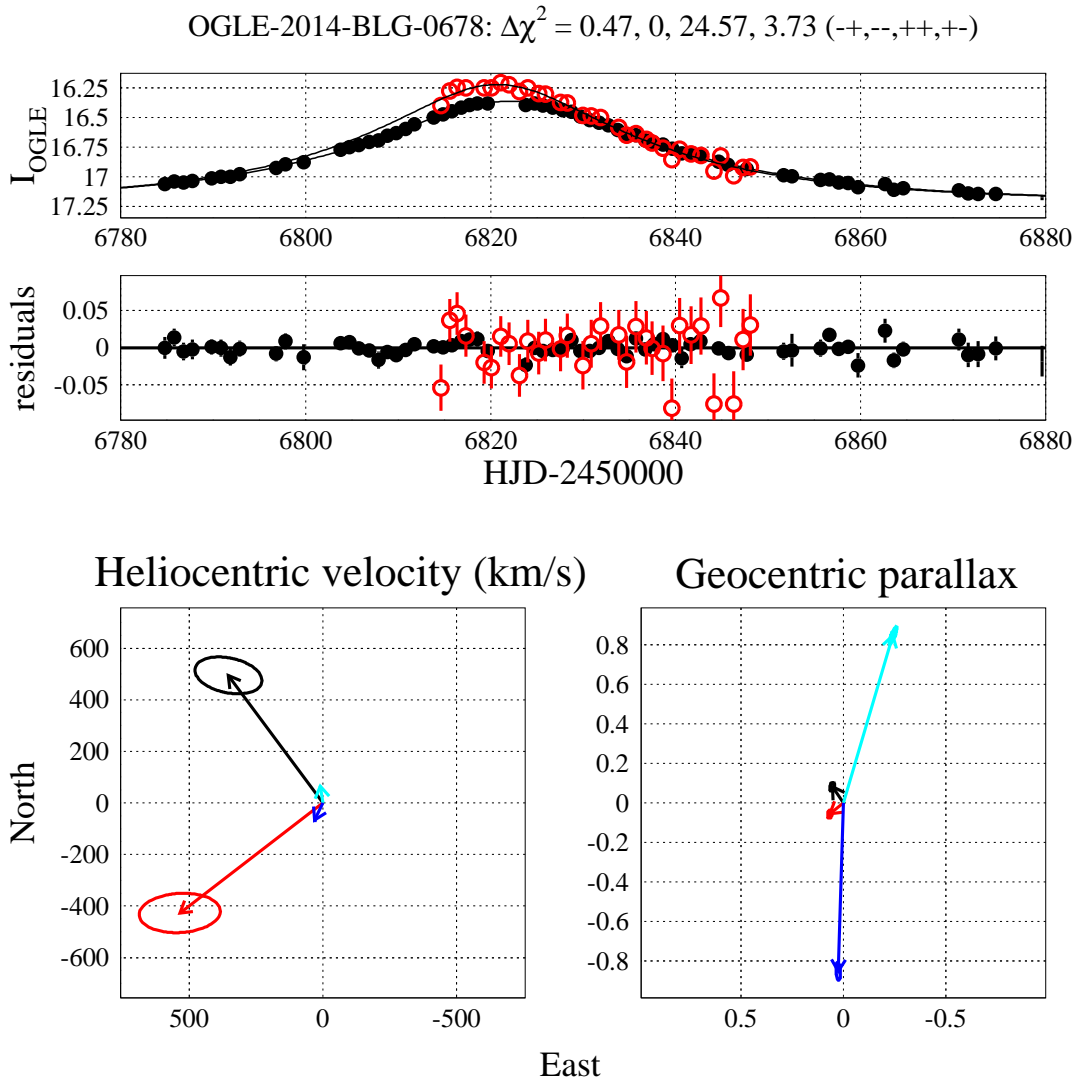 OGLE-2014-BLG-0678: Δχ² = 0.47, 0, 24.57, 3.73 (-+,--,++,+-)
I_OGLE
16.25
16.5
16.75
17
17.25
6780 6800 6820 6840 6860 6880
residuals
0.05
0
-0.05
6780 6800 6820 6840 6860 6880
HJD-2450000
Heliocentric velocity (km/s)
North
600
400
200
0
-200
-400
-600
500 0 -500
Geocentric parallax
0.8
0.6
0.4
0.2
0
-0.2
-0.4
-0.6
-0.8
0.5 0 -0.5
East